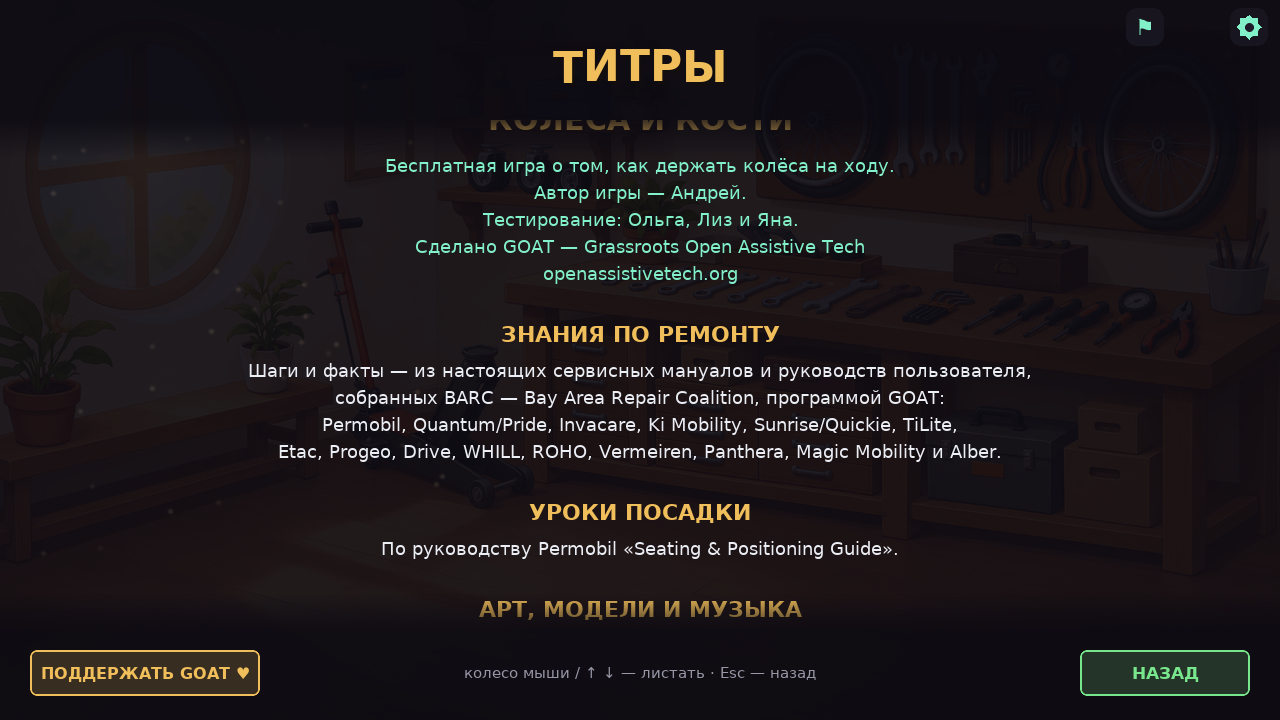 ТИТРЫ
КОЛЁСА И КОСТИ
Бесплатная игра о том, как держать колёса на ходу.
Автор игры — Андрей.
Тестирование: Ольга, Лиз и Яна.
Сделано GOAT — Grassroots Open Assistive Tech
openassistivetech.org
ЗНАНИЯ ПО РЕМОНТУ
Шаги и факты — из настоящих сервисных мануалов и руководств пользователя,
собранных BARC — Bay Area Repair Coalition, программой GOAT:
Permobil, Quantum/Pride, Invacare, Ki Mobility, Sunrise/Quickie, TiLite,
Etac, Progeo, Drive, WHILL, ROHO, Vermeiren, Panthera, Magic Mobility и Alber.
УРОКИ ПОСАДКИ
По руководству Permobil «Seating & Positioning Guide».
АРТ, МОДЕЛИ И МУЗЫКА
ПОДДЕРЖАТЬ GOAT ♥
колесо мыши / ↑ ↓ — листать · Esc — назад
НАЗАД